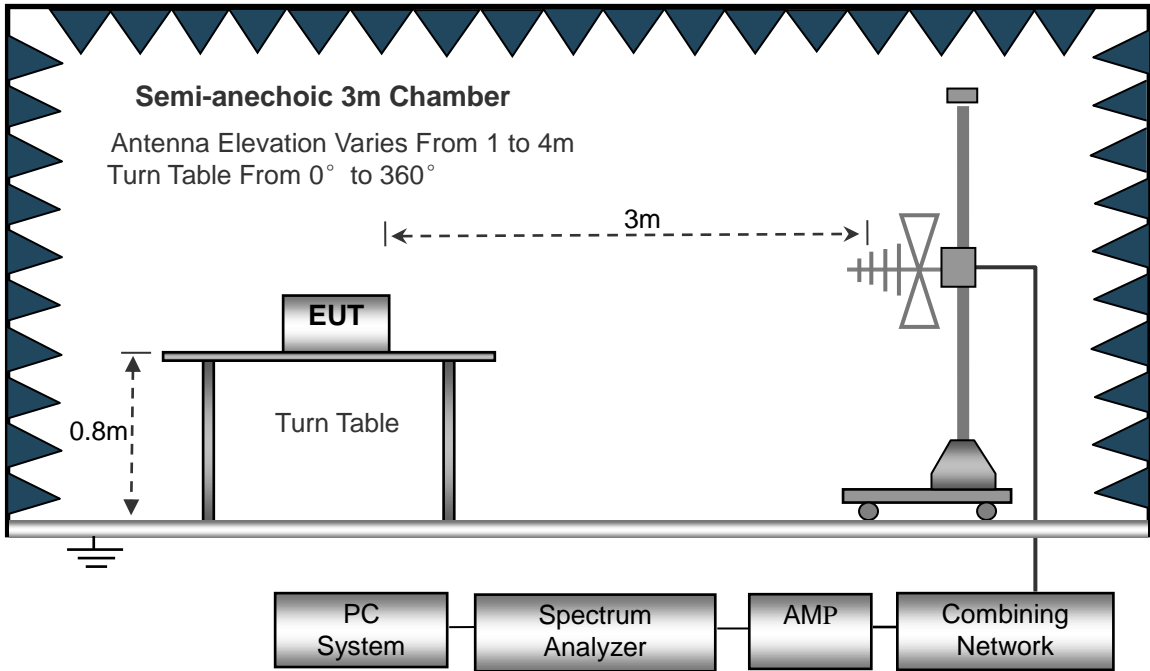 Semi-anechoic 3m Chamber
Antenna Elevation Varies From 1 to 4m
Turn Table From 0° to 360°
3m
EUT
0.8m
Turn Table
PC
System
Spectrum
Analyzer
AMP
Combining
Network